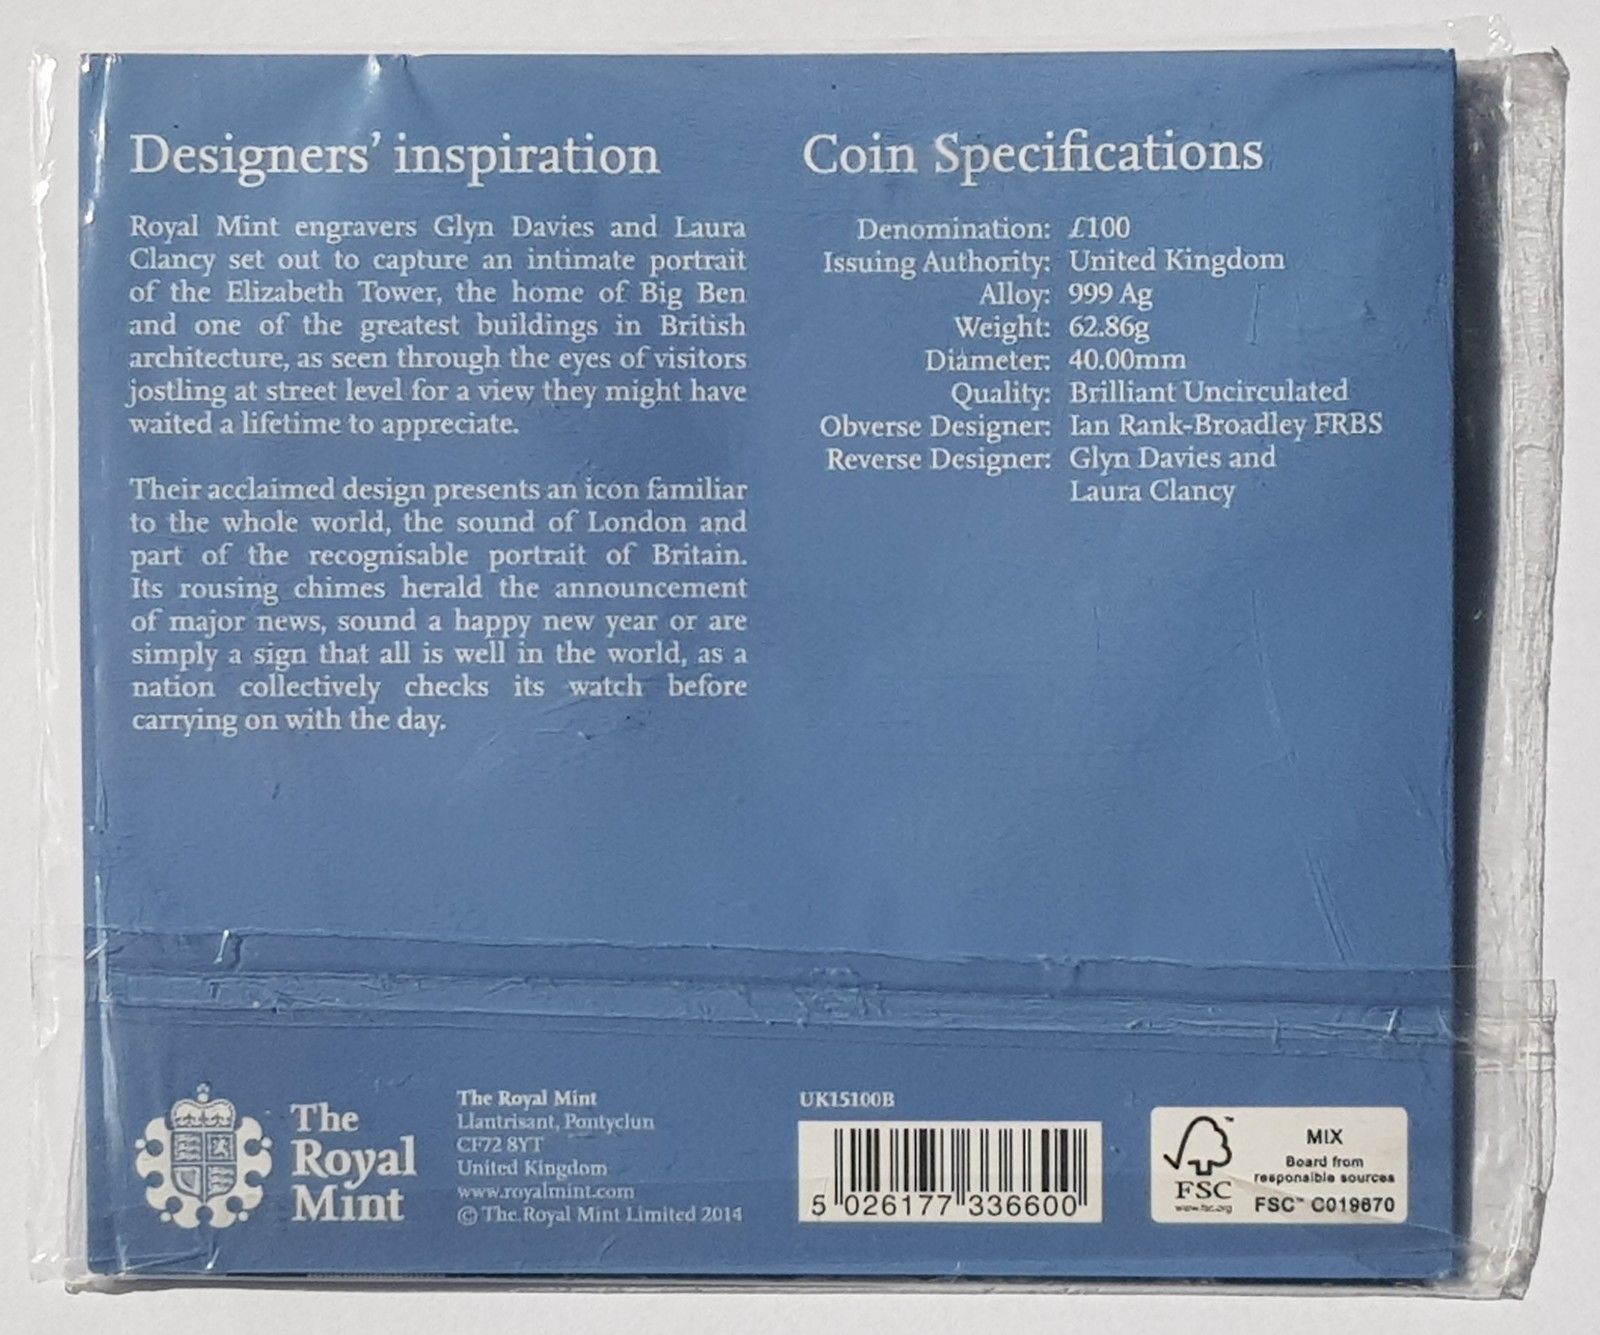 Designers' inspiration
Royal Mint engravers Glyn Davies and Laura
Clancy set out to capture an intimate portrait
of the Elizabeth Tower, the home of Big Ben
and one of the greatest buildings in British
architecture, as seen through the eyes of visitors
jostling at street level for a view they might have
waited a lifetime to appreciate.
Their acclaimed design presents an icon familiar
to the whole world, the sound of London and
part of the recognisable portrait of Britain.
Its rousing chimes herald the announcement
of major news, sound a happy new year or are
simply a sign that all is well in the world, as a
nation collectively checks its watch before
carrying on with the day.
Coin Specifications
Denomination: £100
Issuing Authority: United Kingdom
Alloy: 999 Ag
Weight: 62.86g
Diameter: 40.00mm
Quality: Brilliant Uncirculated
Obverse Designer: Ian Rank-Broadley FRBS
Reverse Designer: Glyn Davies and
Laura Clancy
The
Royal
Mint
The Royal Mint
Llantrisant, Pontyclun
CF72 8YT
United Kingdom
www.royalmint.com
© The Royal Mint Limited 2014
UK15100B
5 026177 336600
FSC
www.fsc.org
MIX
Board from
responsible sources
FSC™ C019670